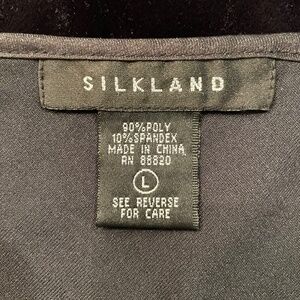 SILKLAND
90%POLY
10%SPANDEX
MADE IN CHINA
RN 88820
L
SEE REVERSE
FOR CARE